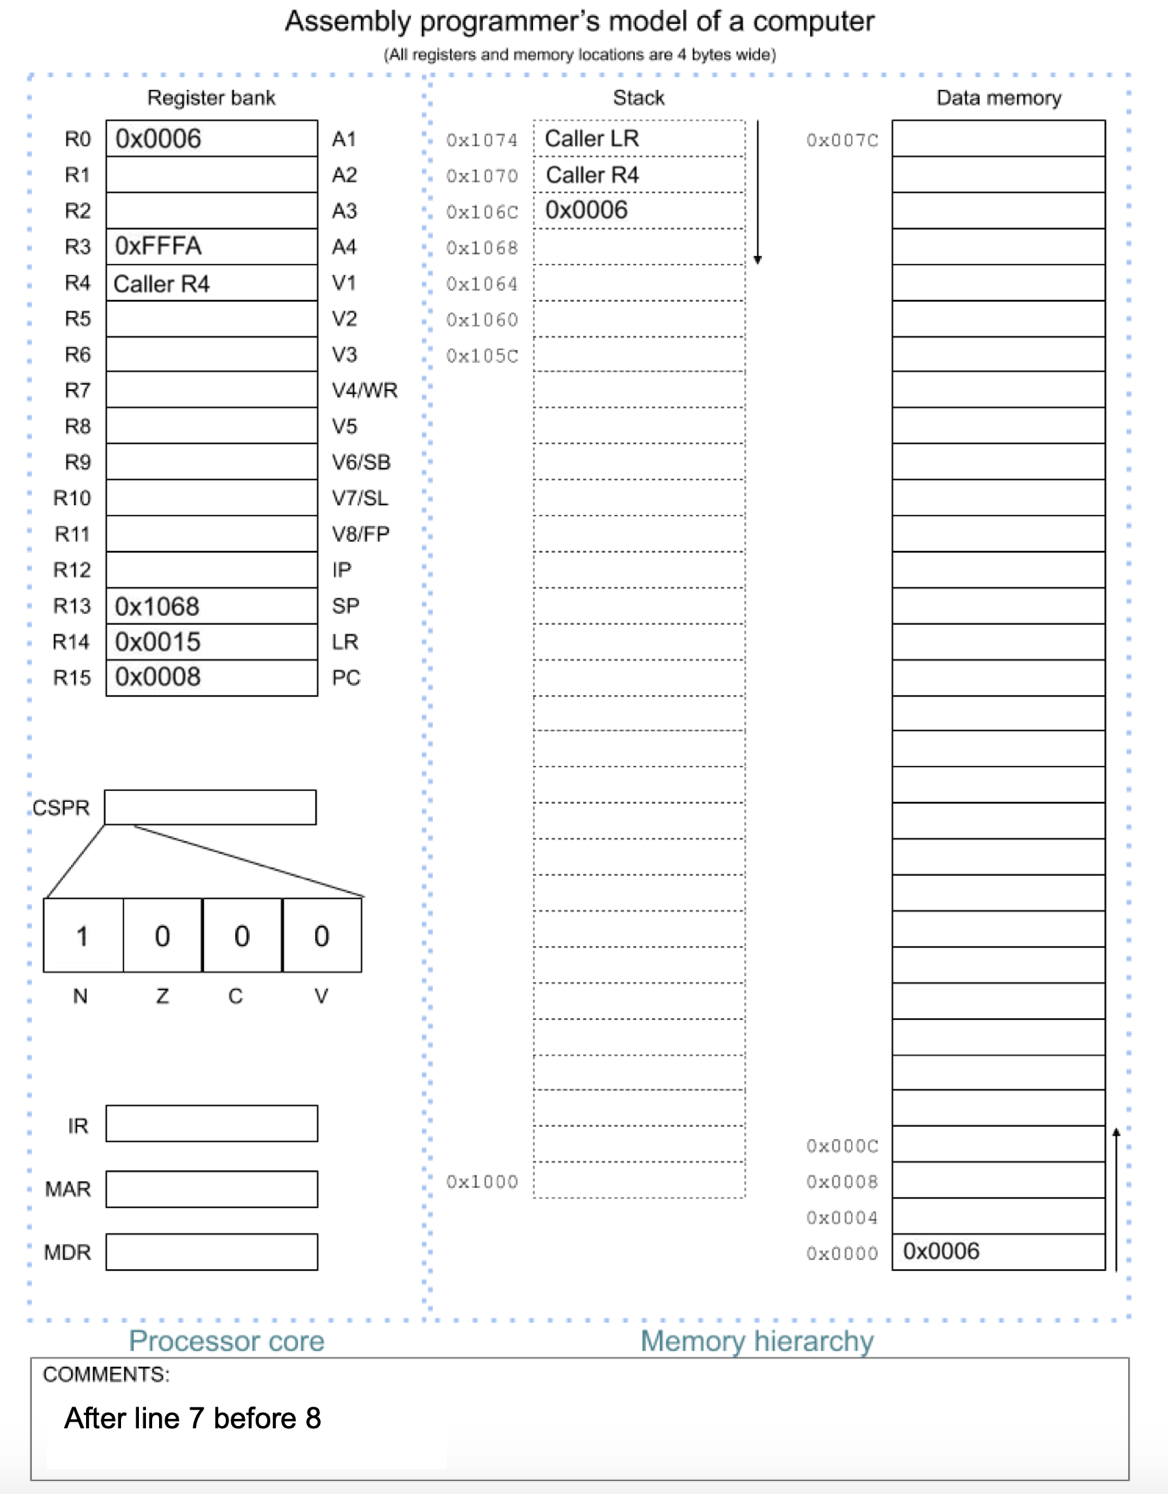 Assembly programmer's model of a computer
(All registers and memory locations are 4 bytes wide)
Register bank
R0 0x0006 A1
R1 A2
R2 A3
R3 0xFFFA A4
R4 Caller R4 V1
R5 V2
R6 V3
R7 V4/WR
R8 V5
R9 V6/SB
R10 V7/SL
R11 V8/FP
R12 IP
R13 0x1068 SP
R14 0x0015 LR
R15 0x0008 PC
CSPR
1 0 0 0
N Z C V
IR
MAR
MDR
Processor core
Stack
0x1074 Caller LR
0x1070 Caller R4
0x106C 0x0006
0x1068
0x1064
0x1060
0x105C
0x1000
Data memory
0x007C
0x000C
0x0008
0x0004
0x0000 0x0006
Memory hierarchy
COMMENTS:
After line 7 before 8